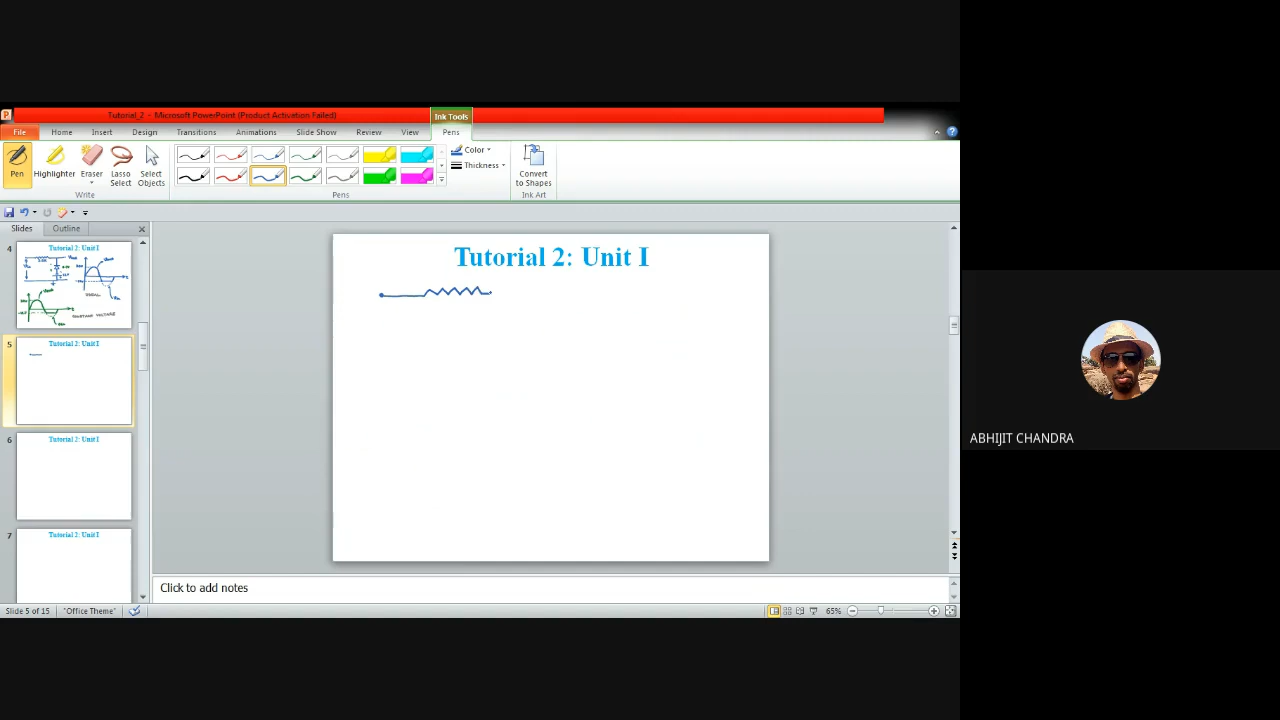 Tutorial_2 - Microsoft PowerPoint (Product Activation Failed)
Ink Tools
File Home Insert Design Transitions Animations Slide Show Review View Pens
Pen Highlighter Eraser Lasso Select Select Objects
Color
Thickness
Convert to Shapes
Write Pens Ink Art
Slides Outline
4
Tutorial 2: Unit I
5
Tutorial 2: Unit I
6
Tutorial 2: Unit I
7
Tutorial 2: Unit I
Tutorial 2: Unit I
Click to add notes
Slide 5 of 15 "Office Theme" 65%
ABHIJIT CHANDRA